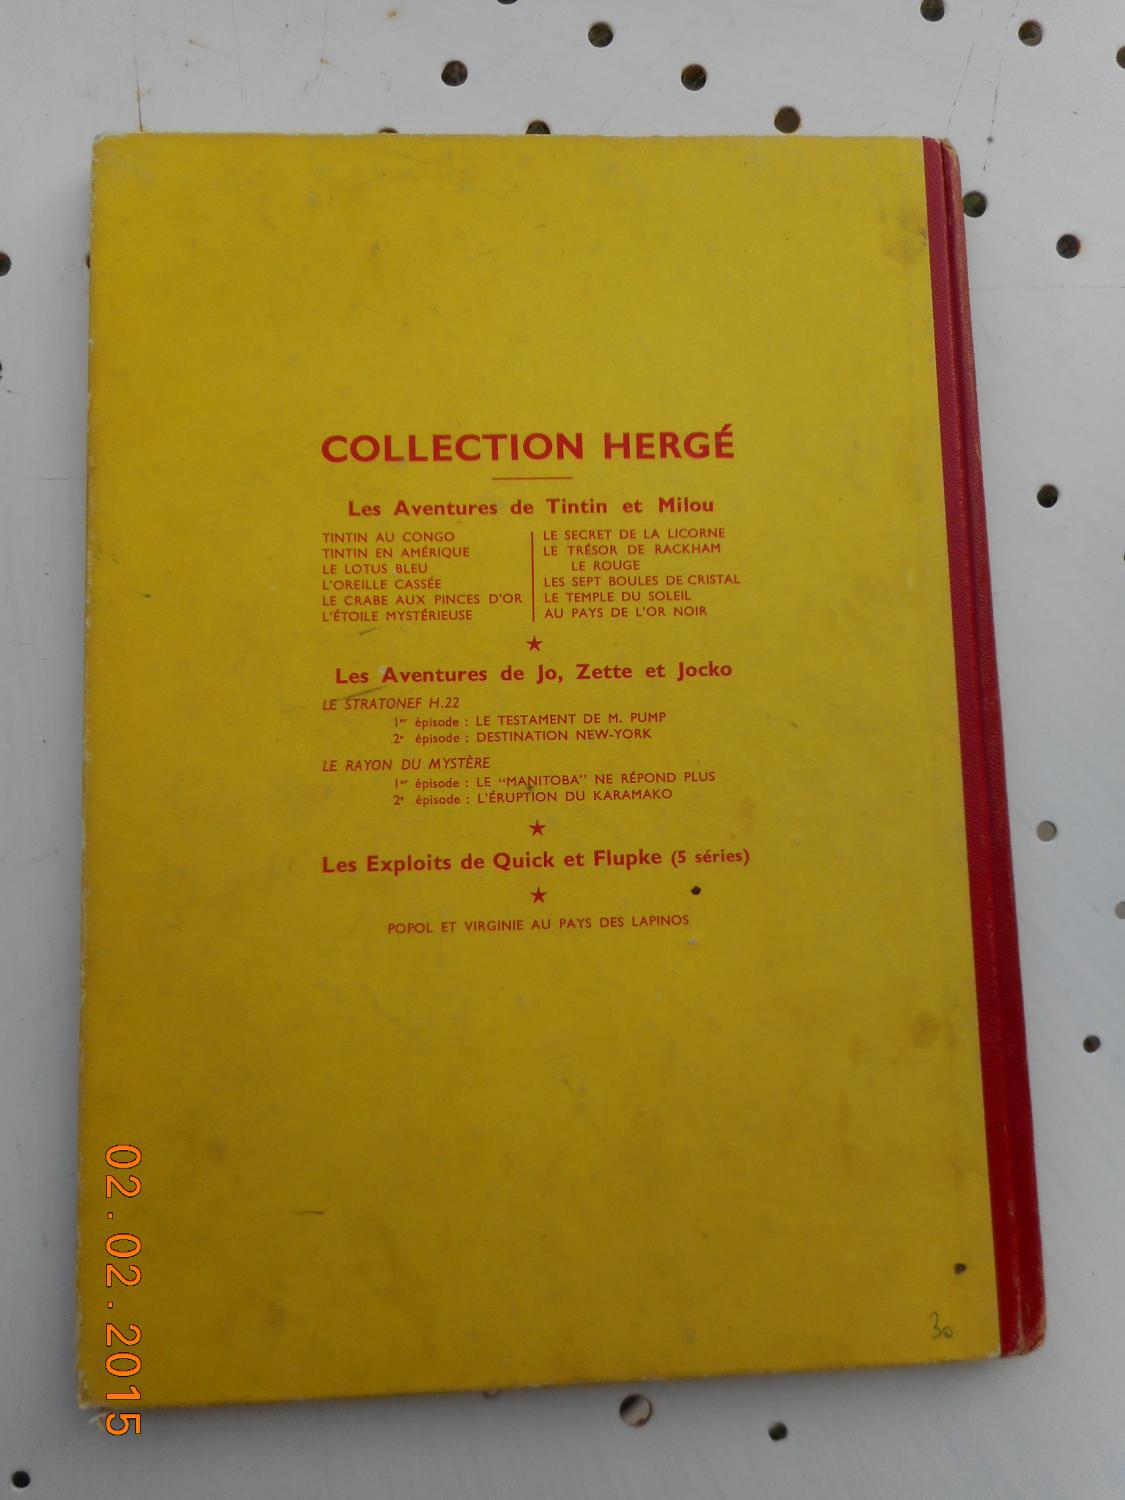 COLLECTION HERGÉ
Les Aventures de Tintin et Milou
TINTIN AU CONGO
TINTIN EN AMÉRIQUE
LE LOTUS BLEU
L'OREILLE CASSÉE
LE CRABE AUX PINCES D'OR
L'ÉTOILE MYSTÉRIEUSE
LE SECRET DE LA LICORNE
LE TRÉSOR DE RACKHAM
LE ROUGE
LES SEPT BOULES DE CRISTAL
LE TEMPLE DU SOLEIL
AU PAYS DE L'OR NOIR
★
Les Aventures de Jo, Zette et Jocko
LE STRATONEF H.22
1er épisode : LE TESTAMENT DE M. PUMP
2e épisode : DESTINATION NEW-YORK
LE RAYON DU MYSTÈRE
1er épisode : LE "MANITOBA" NE RÉPOND PLUS
2e épisode : L'ÉRUPTION DU KARAMAKO
★
Les Exploits de Quick et Flupke (5 séries)
★
POPOL ET VIRGINIE AU PAYS DES LAPINOS
30
02.02.2015